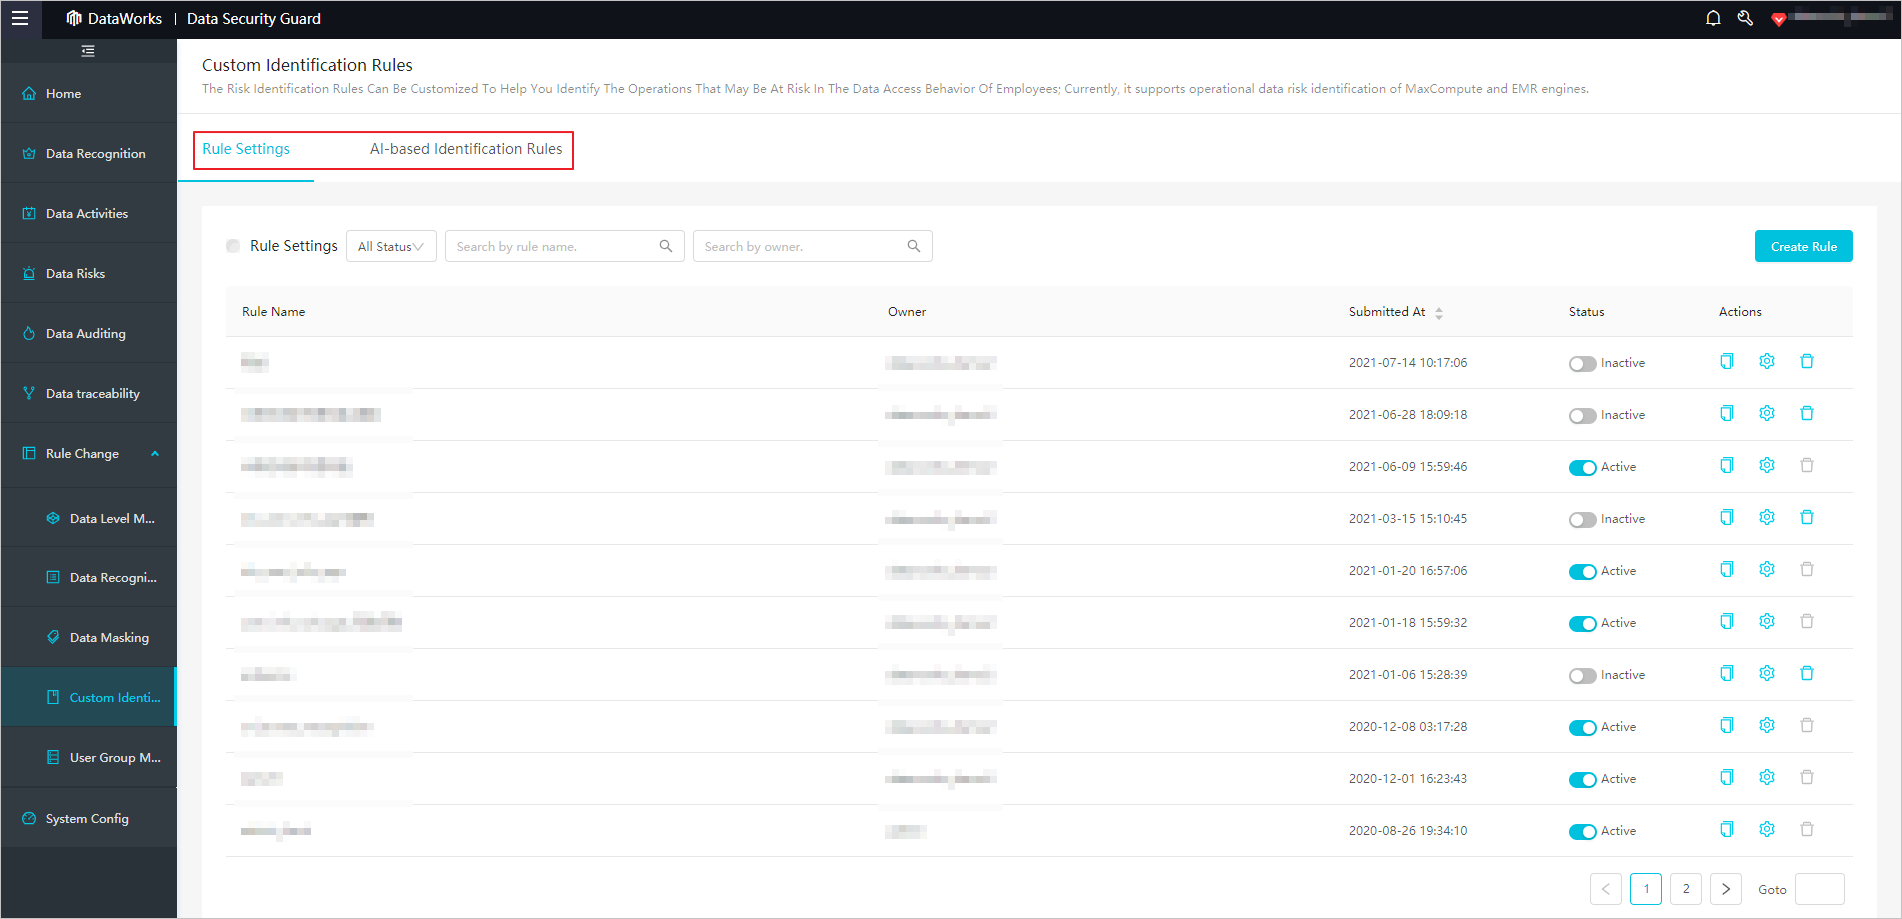 DataWorks | Data Security Guard
Home
Data Recognition
Data Activities
Data Risks
Data Auditing
Data traceability
Rule Change
Data Level M...
Data Recogni...
Data Masking
Custom Identi...
User Group M...
System Config
Custom Identification Rules
The Risk Identification Rules Can Be Customized To Help You Identify The Operations That May Be At Risk In The Data Access Behavior Of Employees; Currently, it supports operational data risk identification of MaxCompute and EMR engines.
Rule Settings AI-based Identification Rules
Rule Settings All Status Search by rule name. Search by owner. Create Rule
Rule Name Owner Submitted At Status Actions
2021-07-14 10:17:06 Inactive
2021-06-28 18:09:18 Inactive
2021-06-09 15:59:46 Active
2021-03-15 15:10:45 Inactive
2021-01-20 16:57:06 Active
2021-01-18 15:59:32 Active
2021-01-06 15:28:39 Inactive
2020-12-08 03:17:28 Active
2020-12-01 16:23:43 Active
2020-08-26 19:34:10 Active
< 1 2 > Goto